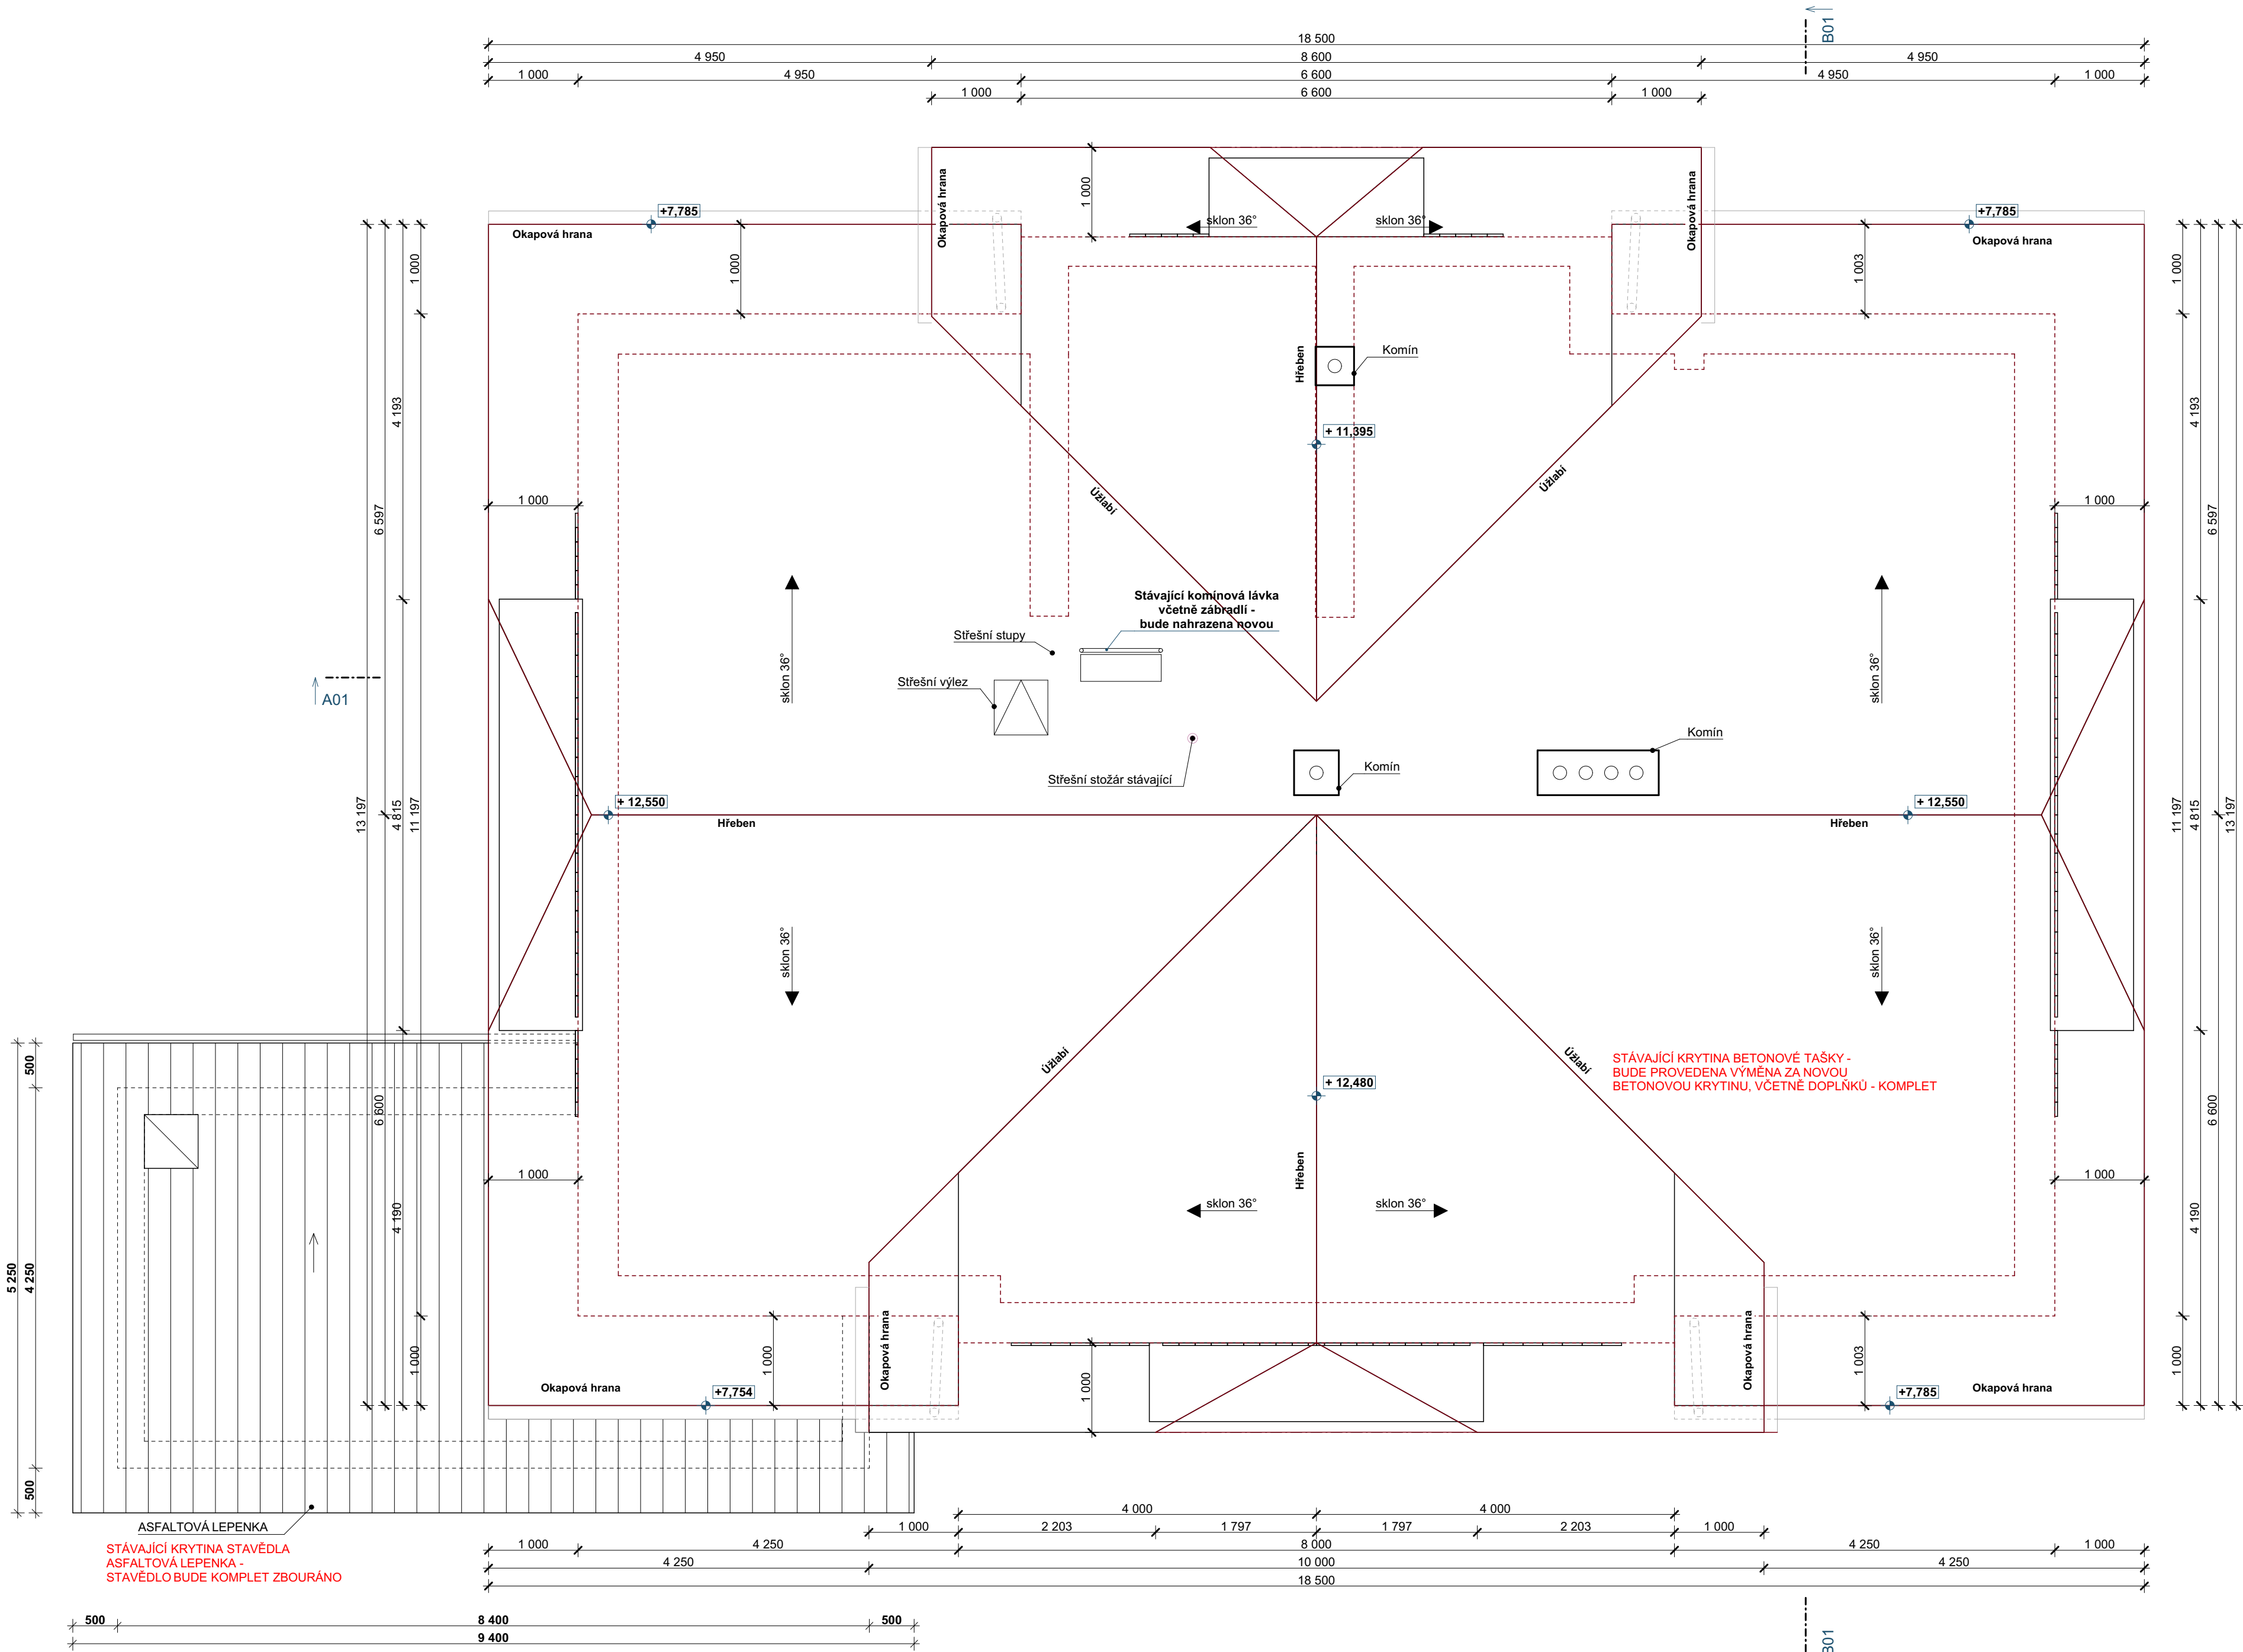 B01
18 500
4 950
8 600
4 950
1 000
4 950
6 600
4 950
1 000
1 000
6 600
1 000
Okapová hrana
1 000
Okapová hrana
+7,785
+7,785
sklon 36°
sklon 36°
Okapová hrana
Okapová hrana
1 000
1 000
1 003
1 000
Hřeben
Komín
4 193
4 193
+ 11,395
Úžlabí
Úžlabí
1 000
1 000
6 597
6 597
Stávající komínová lávka
včetně zábradlí -
bude nahrazena novou
Střešní stupy
sklon 36°
sklon 36°
Střešní výlez
A01
Komín
Komín
Střešní stožár stávající
+ 12,550
+ 12,550
13 197
4 815
11 197
Hřeben
Hřeben
11 197
4 815
13 197
sklon 36°
sklon 36°
Úžlabí
Úžlabí
STÁVAJÍCÍ KRYTINA BETONOVÉ TAŠKY -
BUDE PROVEDENA VÝMĚNA ZA NOVOU
BETONOVOU KRYTINU, VČETNĚ DOPLŇKŮ - KOMPLET
500
+ 12,480
6 600
6 600
1 000
1 000
Hřeben
sklon 36°
sklon 36°
4 190
4 190
5 250
4 250
Okapová hrana
Okapová hrana
1 000
1 000
1 000
1 003
1 000
Okapová hrana
+7,754
+7,785
Okapová hrana
500
4 000
4 000
ASFALTOVÁ LEPENKA
1 000
2 203
1 797
1 797
2 203
1 000
STÁVAJÍCÍ KRYTINA STAVĚDLA
ASFALTOVÁ LEPENKA -
STAVĚDLO BUDE KOMPLET ZBOURÁNO
1 000
4 250
8 000
4 250
1 000
4 250
10 000
4 250
18 500
500
8 400
500
9 400
B01